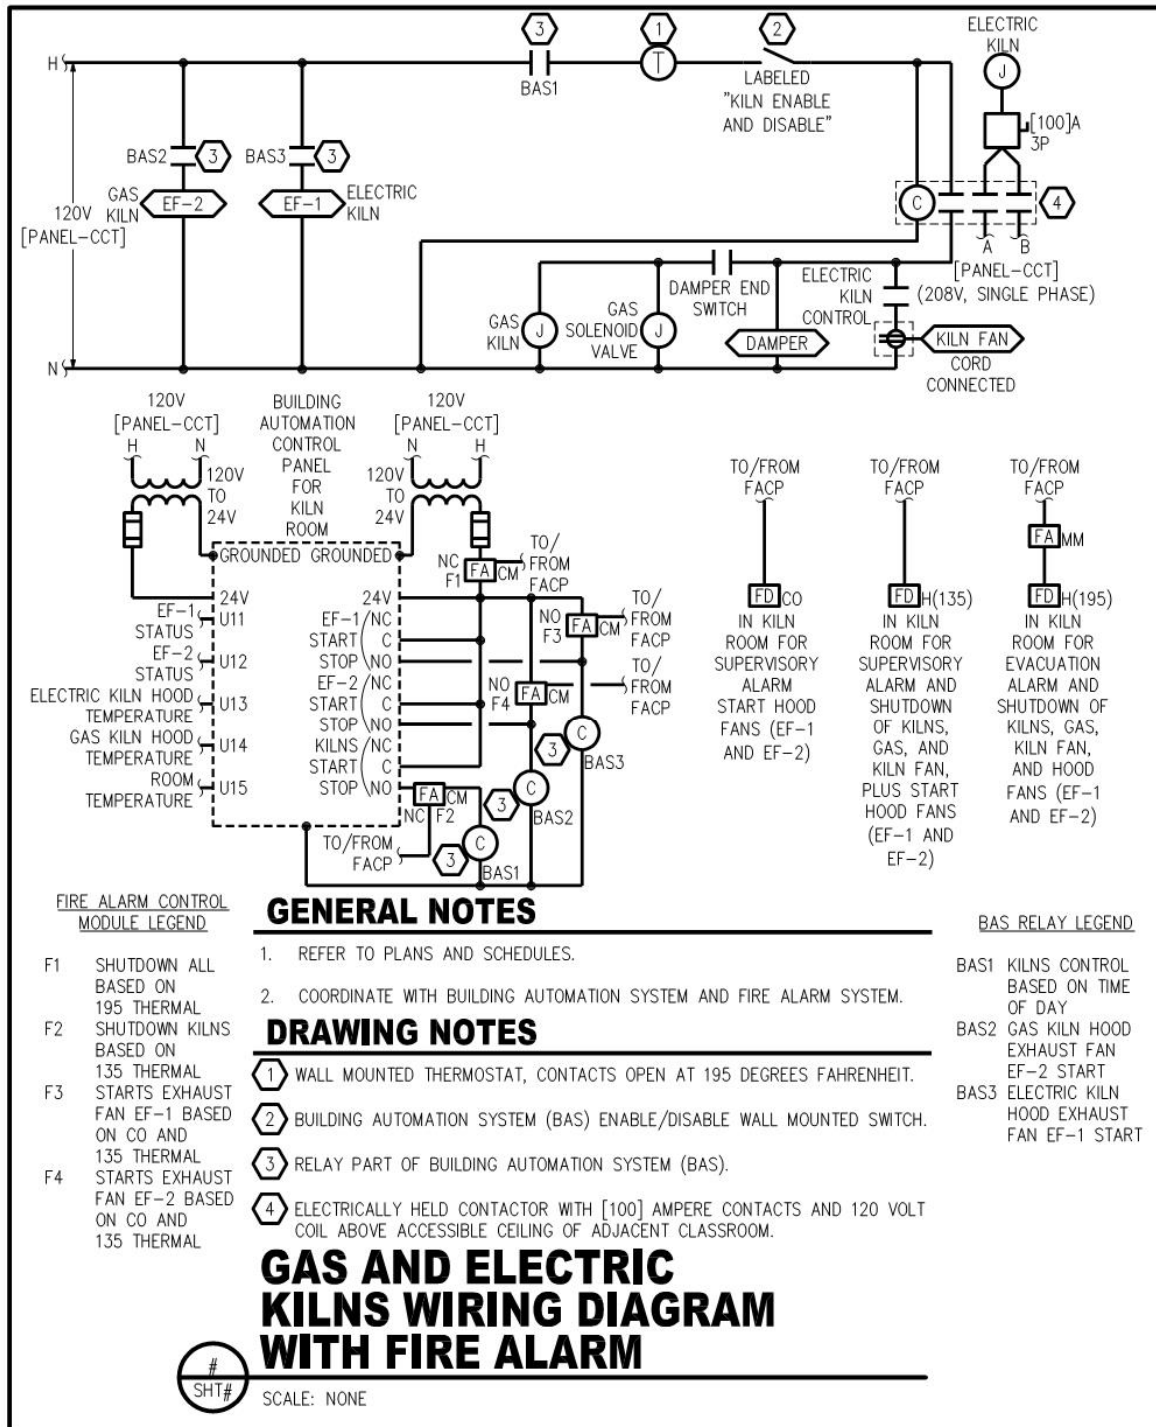 3
1
2
ELECTRIC
KILN
J
H
T
BAS1
LABELED
"KILN ENABLE
AND DISABLE"
[100]A
3P
BAS2
3
BAS3
3
GAS
KILN
EF-2
EF-1
ELECTRIC
KILN
C
4
120V
[PANEL-CCT]
A
B
[PANEL-CCT]
(208V, SINGLE PHASE)
DAMPER END
SWITCH
ELECTRIC
KILN
CONTROL
GAS
KILN
J
GAS
SOLENOID
VALVE
J
DAMPER
KILN FAN
CORD
CONNECTED
N
120V
[PANEL-CCT]
H
N
120V
TO
24V
BUILDING
AUTOMATION
CONTROL
PANEL
FOR
KILN
ROOM
120V
[PANEL-CCT]
N
H
120V
TO
24V
GROUNDED
GROUNDED
NC
F1
FA
CM
TO/
FROM
FACP
24V
24V
EF-1
STATUS
U11
EF-2
STATUS
U12
ELECTRIC KILN HOOD
TEMPERATURE
U13
GAS KILN HOOD
TEMPERATURE
U14
ROOM
TEMPERATURE
U15
EF-1 NC
START C
STOP NO
EF-2 NC
START C
STOP NO
KILNS NC
START C
STOP NO
NO
F3
FA
CM
TO/
FROM
FACP
NO
F4
FA
CM
TO/
FROM
FACP
3
C
BAS3
3
C
BAS2
FA
CM
NC
F2
TO/FROM
FACP
3
C
BAS1
TO/FROM
FACP
FD
CO
IN KILN
ROOM FOR
SUPERVISORY
ALARM
START HOOD
FANS (EF-1
AND EF-2)
TO/FROM
FACP
FD
H(135)
IN KILN
ROOM FOR
SUPERVISORY
ALARM AND
SHUTDOWN
OF KILNS,
GAS, AND
KILN FAN,
PLUS START
HOOD FANS
(EF-1 AND
EF-2)
TO/FROM
FACP
FA
MM
FD
H(195)
IN KILN
ROOM FOR
EVACUATION
ALARM AND
SHUTDOWN OF
KILNS, GAS,
KILN FAN,
AND HOOD
FANS (EF-1
AND EF-2)
FIRE ALARM CONTROL
MODULE LEGEND
F1 SHUTDOWN ALL
BASED ON
195 THERMAL
F2 SHUTDOWN KILNS
BASED ON
135 THERMAL
F3 STARTS EXHAUST
FAN EF-1 BASED
ON CO AND
135 THERMAL
F4 STARTS EXHAUST
FAN EF-2 BASED
ON CO AND
135 THERMAL
GENERAL NOTES
1. REFER TO PLANS AND SCHEDULES.
2. COORDINATE WITH BUILDING AUTOMATION SYSTEM AND FIRE ALARM SYSTEM.
DRAWING NOTES
1 WALL MOUNTED THERMOSTAT, CONTACTS OPEN AT 195 DEGREES FAHRENHEIT.
2 BUILDING AUTOMATION SYSTEM (BAS) ENABLE/DISABLE WALL MOUNTED SWITCH.
3 RELAY PART OF BUILDING AUTOMATION SYSTEM (BAS).
4 ELECTRICALLY HELD CONTACTOR WITH [100] AMPERE CONTACTS AND 120 VOLT
COIL ABOVE ACCESSIBLE CEILING OF ADJACENT CLASSROOM.
BAS RELAY LEGEND
BAS1 KILNS CONTROL
BASED ON TIME
OF DAY
BAS2 GAS KILN HOOD
EXHAUST FAN
EF-2 START
BAS3 ELECTRIC KILN
HOOD EXHAUST
FAN EF-1 START
GAS AND ELECTRIC
KILNS WIRING DIAGRAM
WITH FIRE ALARM
#
SHT#
SCALE: NONE